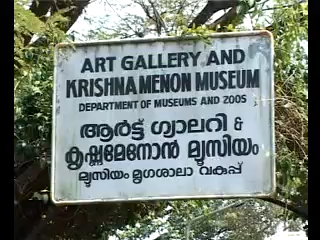 ART GALLERY AND
KRISHNA MENON MUSEUM
DEPARTMENT OF MUSEUMS AND ZOOS
ആർട്ട് ഗ്യാലറി &
കൃഷ്ണമേനോൻ മ്യൂസിയം
മ്യൂസിയം മൃഗശാലാ വകുപ്പ്